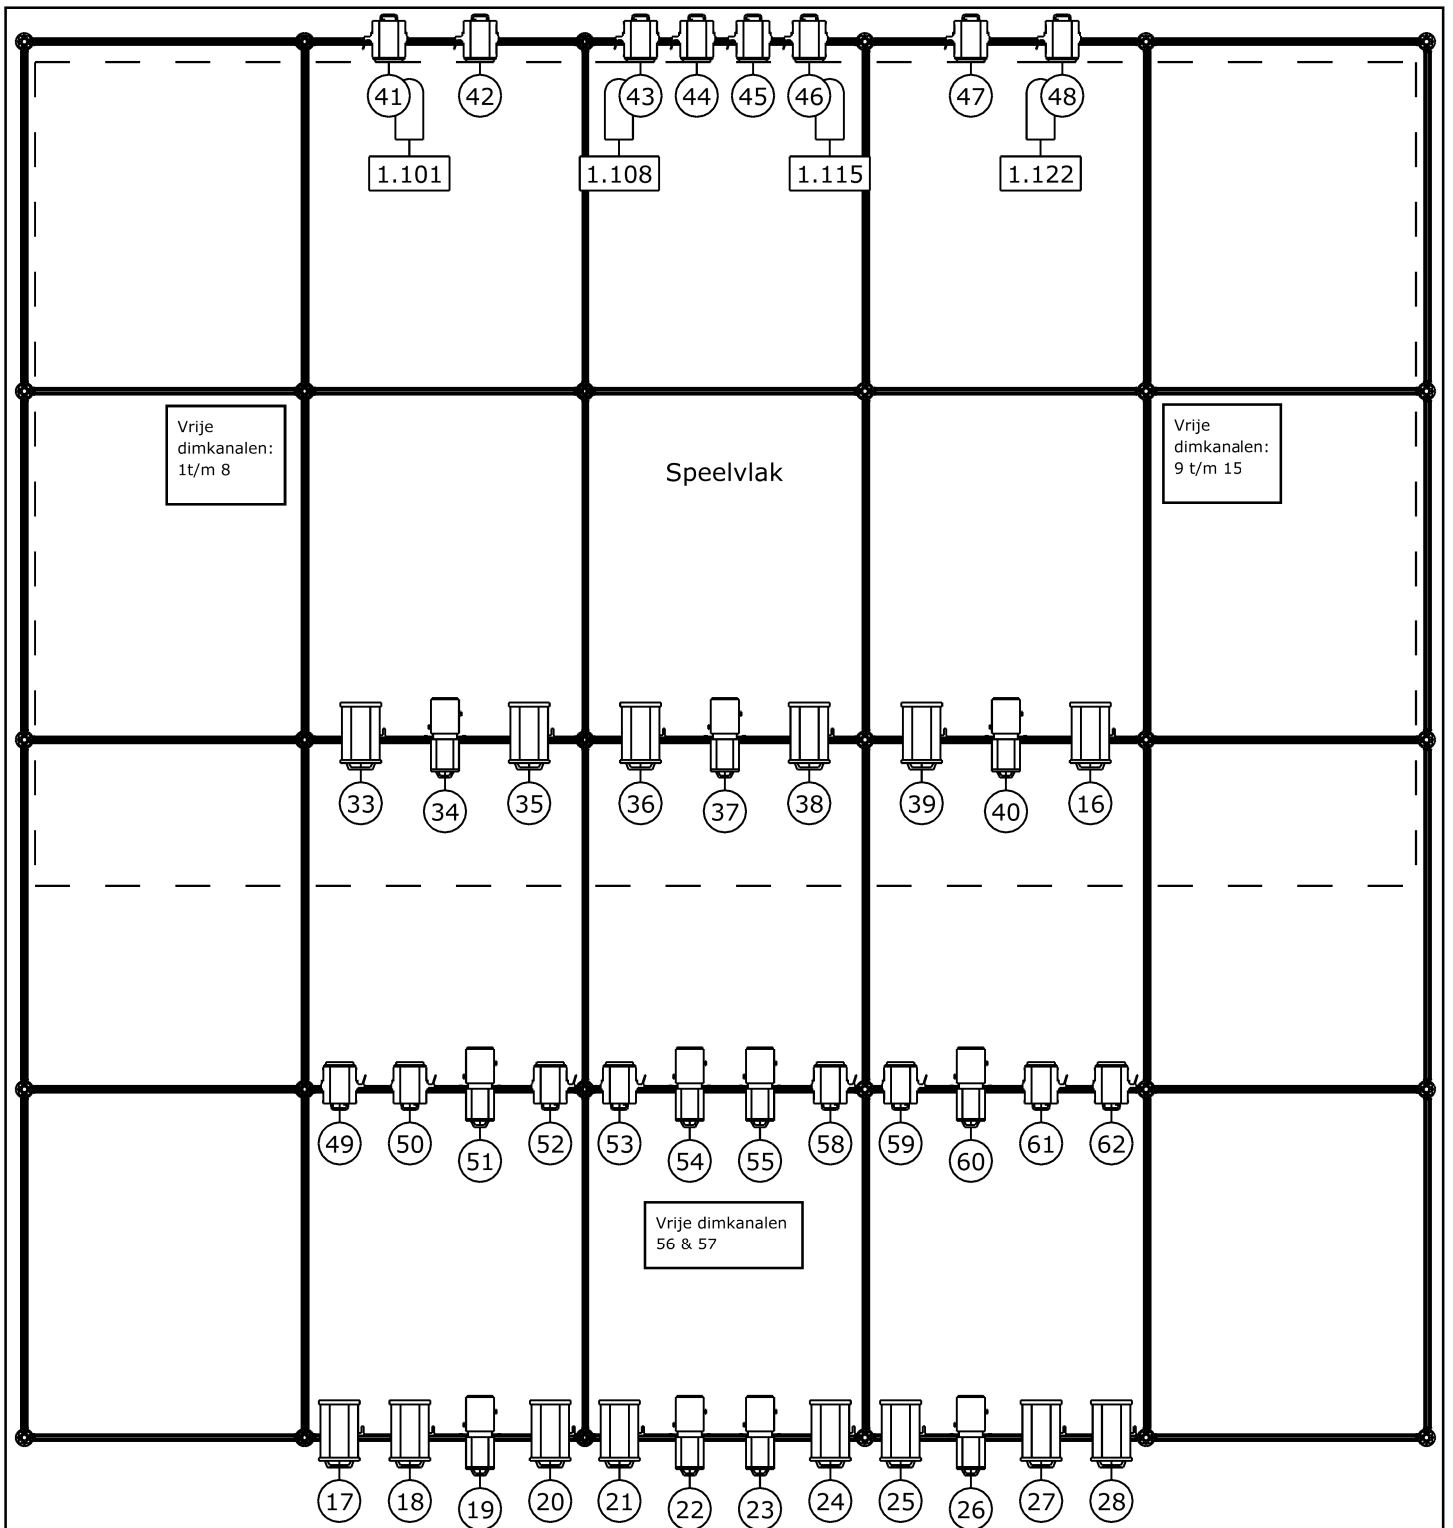 41 42 43 44 45 46 47 48
1.101 1.108 1.115 1.122
Vrije
dimkanalen:
1t/m 8
Speelvlak
Vrije
dimkanalen:
9 t/m 15
33 34 35 36 37 38 39 40 16
49 50 51 52 53 54 55 58 59 60 61 62
Vrije dimkanalen
56 & 57
17 18 19 20 21 22 23 24 25 26 27 28